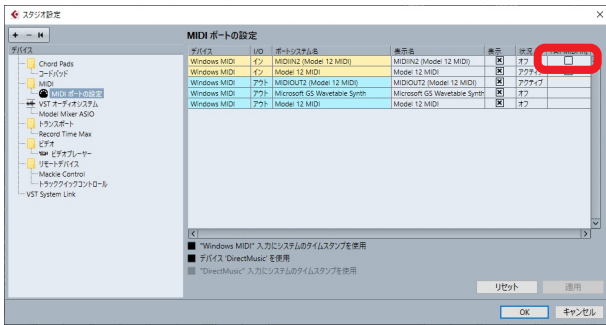 スタジオ設定
デバイス
Chord Pads
コードパッド
MIDI
MIDI ポートの設定
VST オーディオシステム
Model Mixer ASIO
トランスポート
Record Time Max
ビデオ
ビデオプレーヤー
リモートデバイス
Mackie Control
トラッククイックコントロール
VST System Link
MIDI ポートの設定
デバイス I/O ポートシステム名 表示名 表示 状況
Windows MIDI イン MIDIIN2 (Model 12 MIDI) MIDIIN2 (Model 12 MIDI) オフ
Windows MIDI イン Model 12 MIDI Model 12 MIDI アクティ
Windows MIDI アウト MIDIOUT2 (Model 12 MIDI) MIDIOUT2 (Model 12 MIDI) アクティブ
Windows MIDI アウト Microsoft GS Wavetable Synth Microsoft GS Wavetable Synth オフ
Windows MIDI アウト Model 12 MIDI Model 12 MIDI オフ
"Windows MIDI" 入力にシステムのタイムスタンプを使用
デバイス 'DirectMusic' を使用
"DirectMusic" 入力にシステムのタイムスタンプを使用
リセット 適用
OK キャンセル